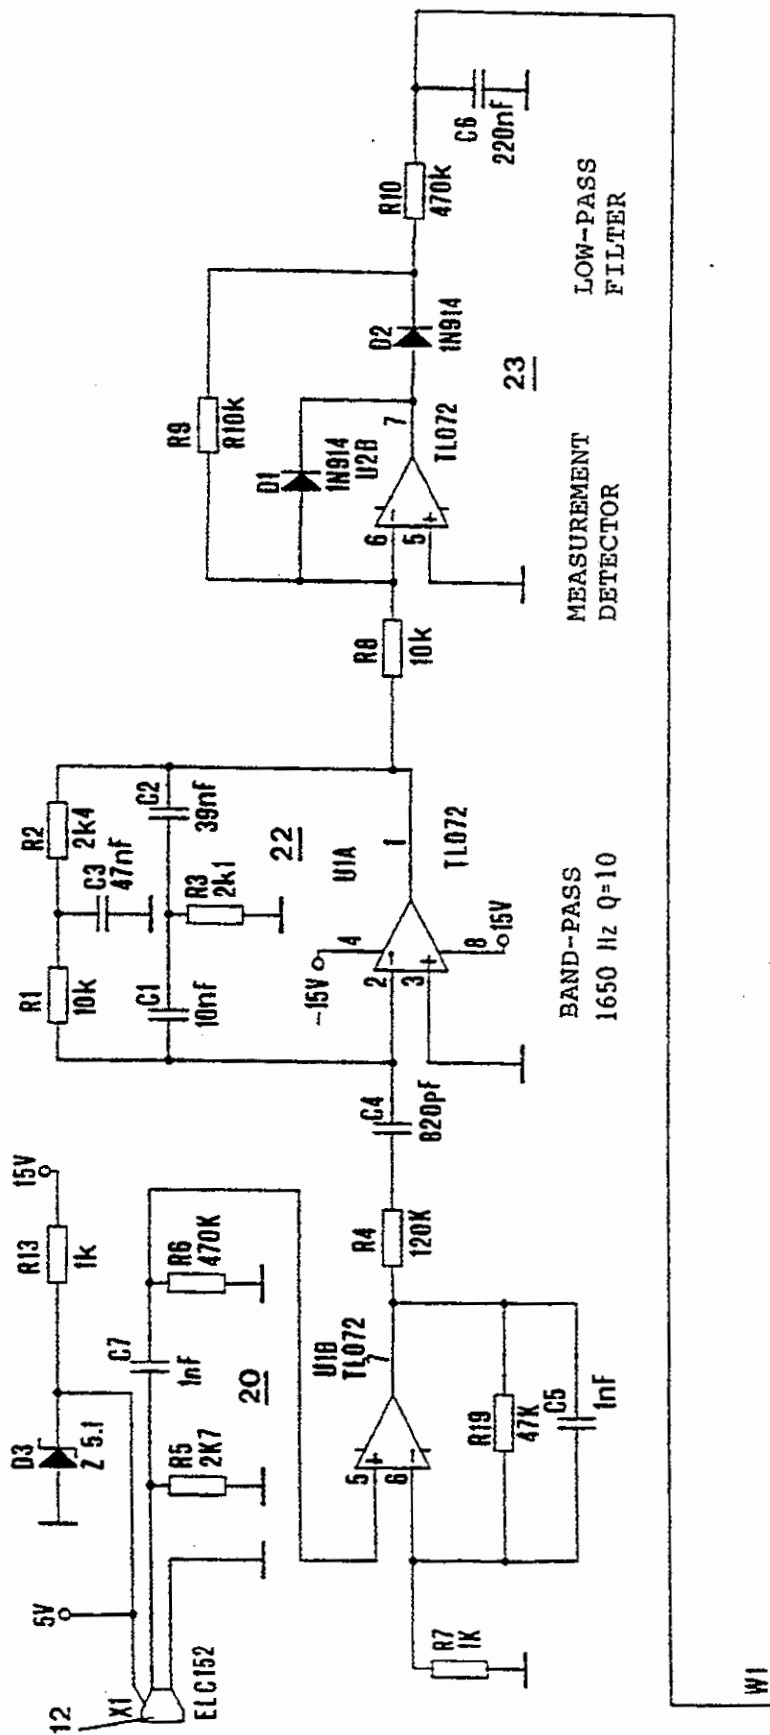 12
X1
ELC152
5V
D3
Z 5.1
R13
1k
15V
R5
2K7
C7
1nF
R6
470K
20
R7
1K
5
6
U1B
TL072
7
R19
47K
C5
1nF
R4
120K
C4
820pF
R1
10k
C1
10nF
C3
47nF
R2
2k4
C2
39nF
R3
2k1
22
-15V
4
2
3
8
15V
U1A
1
TL072
BAND-PASS
1650 Hz Q=10
R8
10k
R9
R10k
D1
1N914
U2B
6
5
7
TL072
D2
1N914
23
MEASUREMENT
DETECTOR
R10
470k
C6
220nF
LOW-PASS
FILTER
W1